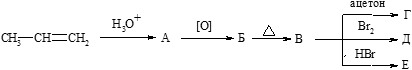 ацетон
CH₃—CH=CH₂ H₃O⁺ А [O] Б △ В Br₂ Г
HBr Д
Е